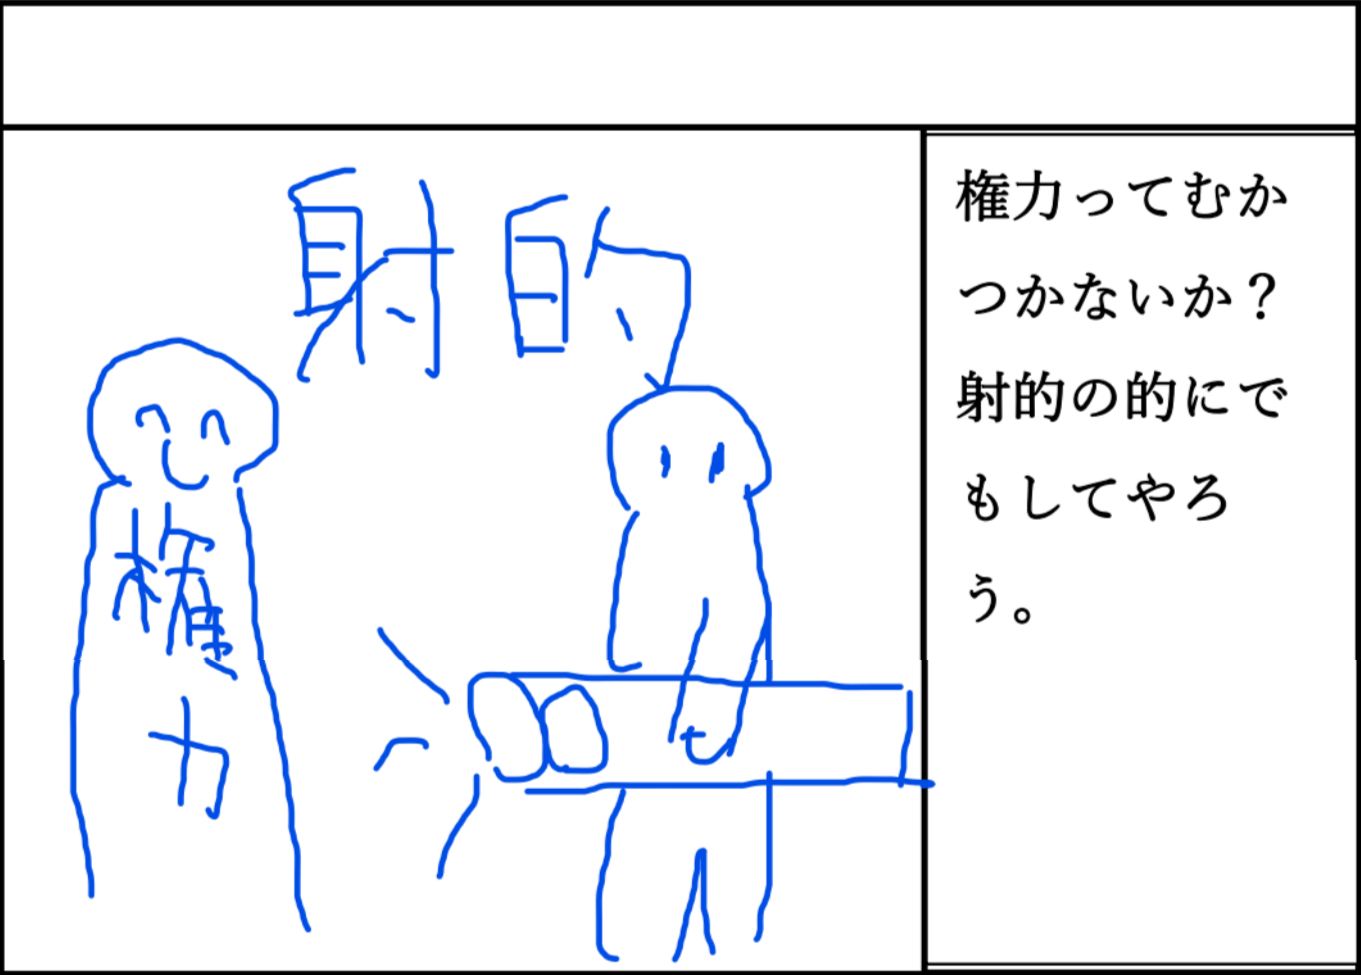 射的
権力
権力ってむか
つかないか？
射的の的にで
もしてやろ
う。